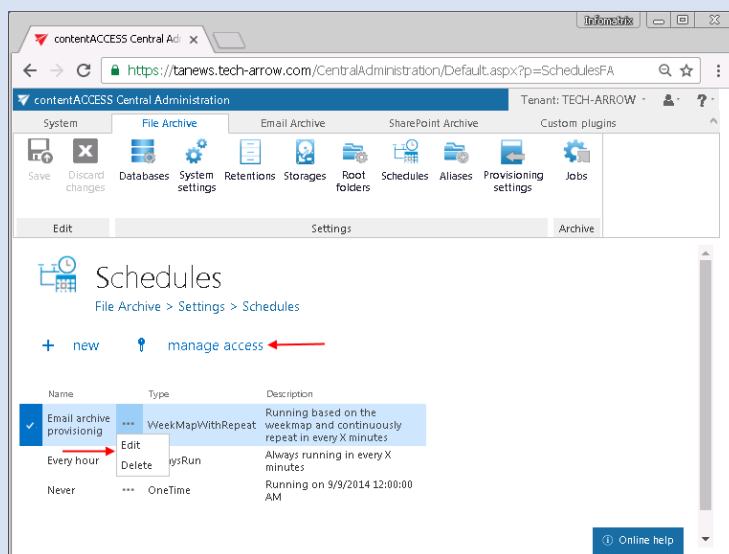 Infomatrix
contentACCESS Central Adr
https://tanews.tech-arrow.com/CentralAdministration/Default.aspx?p=SchedulesFA
contentACCESS Central Administration
Tenant: TECH-ARROW
?
System File Archive Email Archive SharePoint Archive Custom plugins
Save Discard changes Databases System settings Retentions Storages Root folders Schedules Aliases Provisioning settings Jobs
Edit Settings Archive
Schedules
File Archive > Settings > Schedules
+ new manage access
Name Type Description
Email archive provisionig ... WeekMapWithRepeat Running based on the
weekmap and continuously
repeat in every X minutes
Edit
Delete
Every hour aysRun Always running in every X
minutes
Never ... OneTime Running on 9/9/2014 12:00:00
AM
Online help